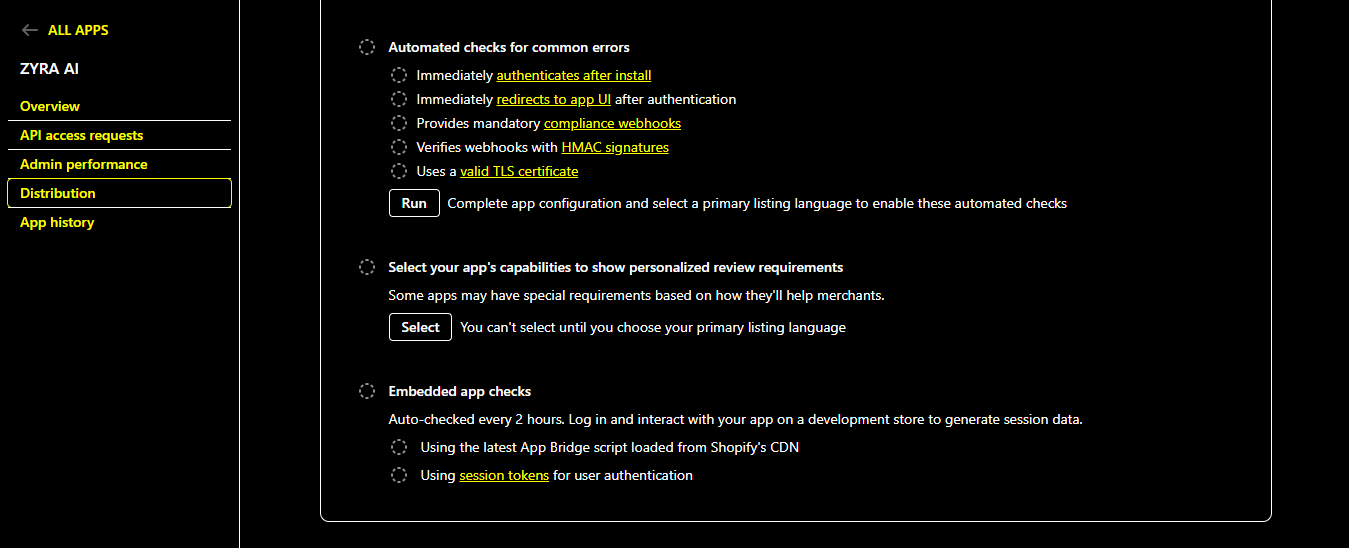 ALL APPS
ZYRA AI
Overview
API access requests
Admin performance
Distribution
App history
Automated checks for common errors
Immediately authenticates after install
Immediately redirects to app UI after authentication
Provides mandatory compliance webhooks
Verifies webhooks with HMAC signatures
Uses a valid TLS certificate
Run Complete app configuration and select a primary listing language to enable these automated checks
Select your app's capabilities to show personalized review requirements
Some apps may have special requirements based on how they'll help merchants.
Select You can't select until you choose your primary listing language
Embedded app checks
Auto-checked every 2 hours. Log in and interact with your app on a development store to generate session data.
Using the latest App Bridge script loaded from Shopify's CDN
Using session tokens for user authentication